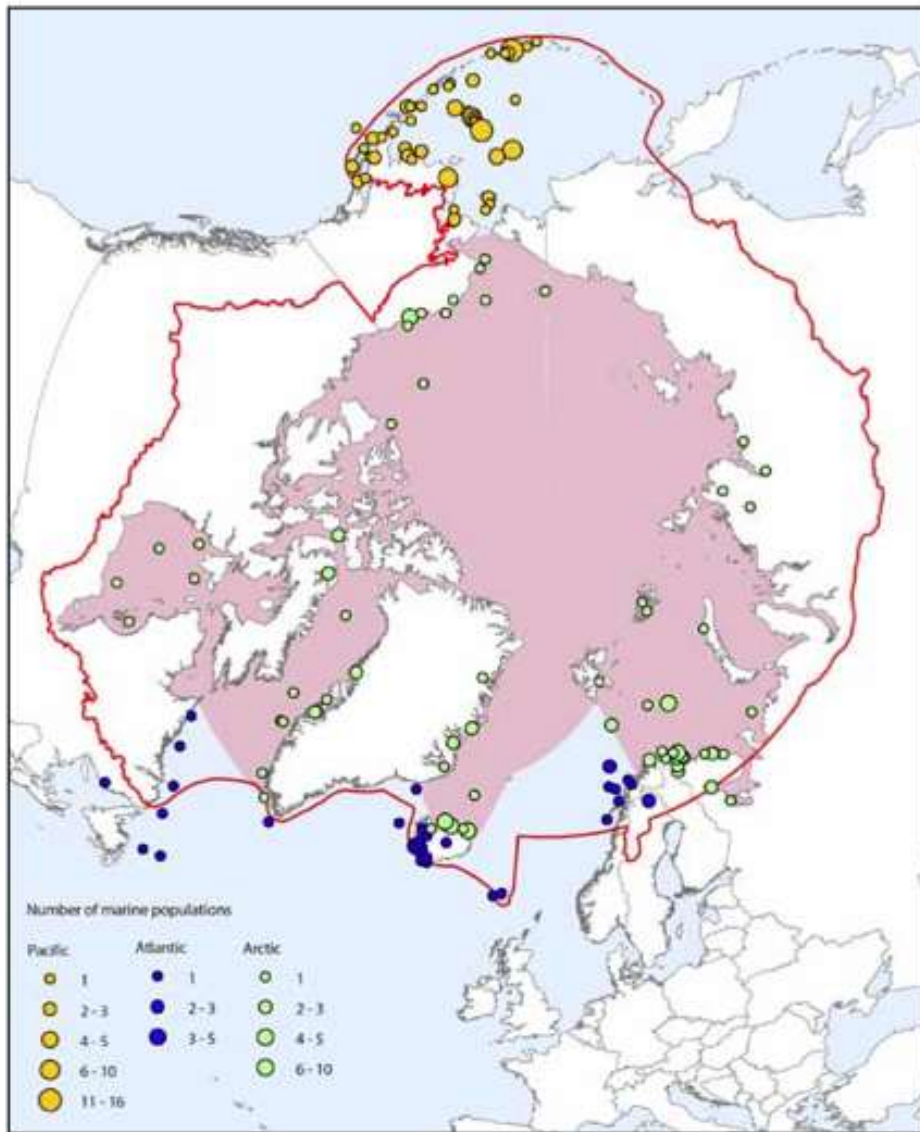 Number of marine populations
Pacific
1
2 - 3
4 - 5
6 - 10
11 - 16
Atlantic
1
2 - 3
3 - 5
Arctic
1
2 - 3
4 - 5
6 - 10